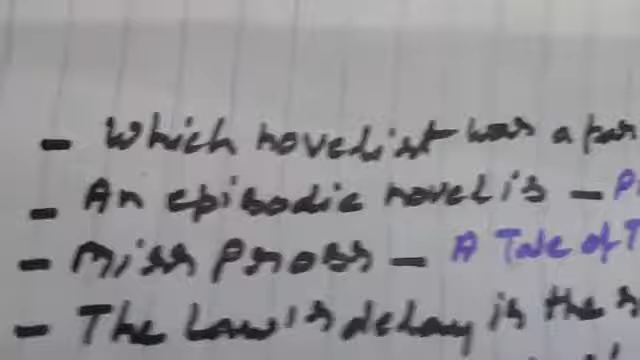 - Which novelist was a
- An episodic novel is -
- Miss Pross - A Tale of T
- The Law's delay is the